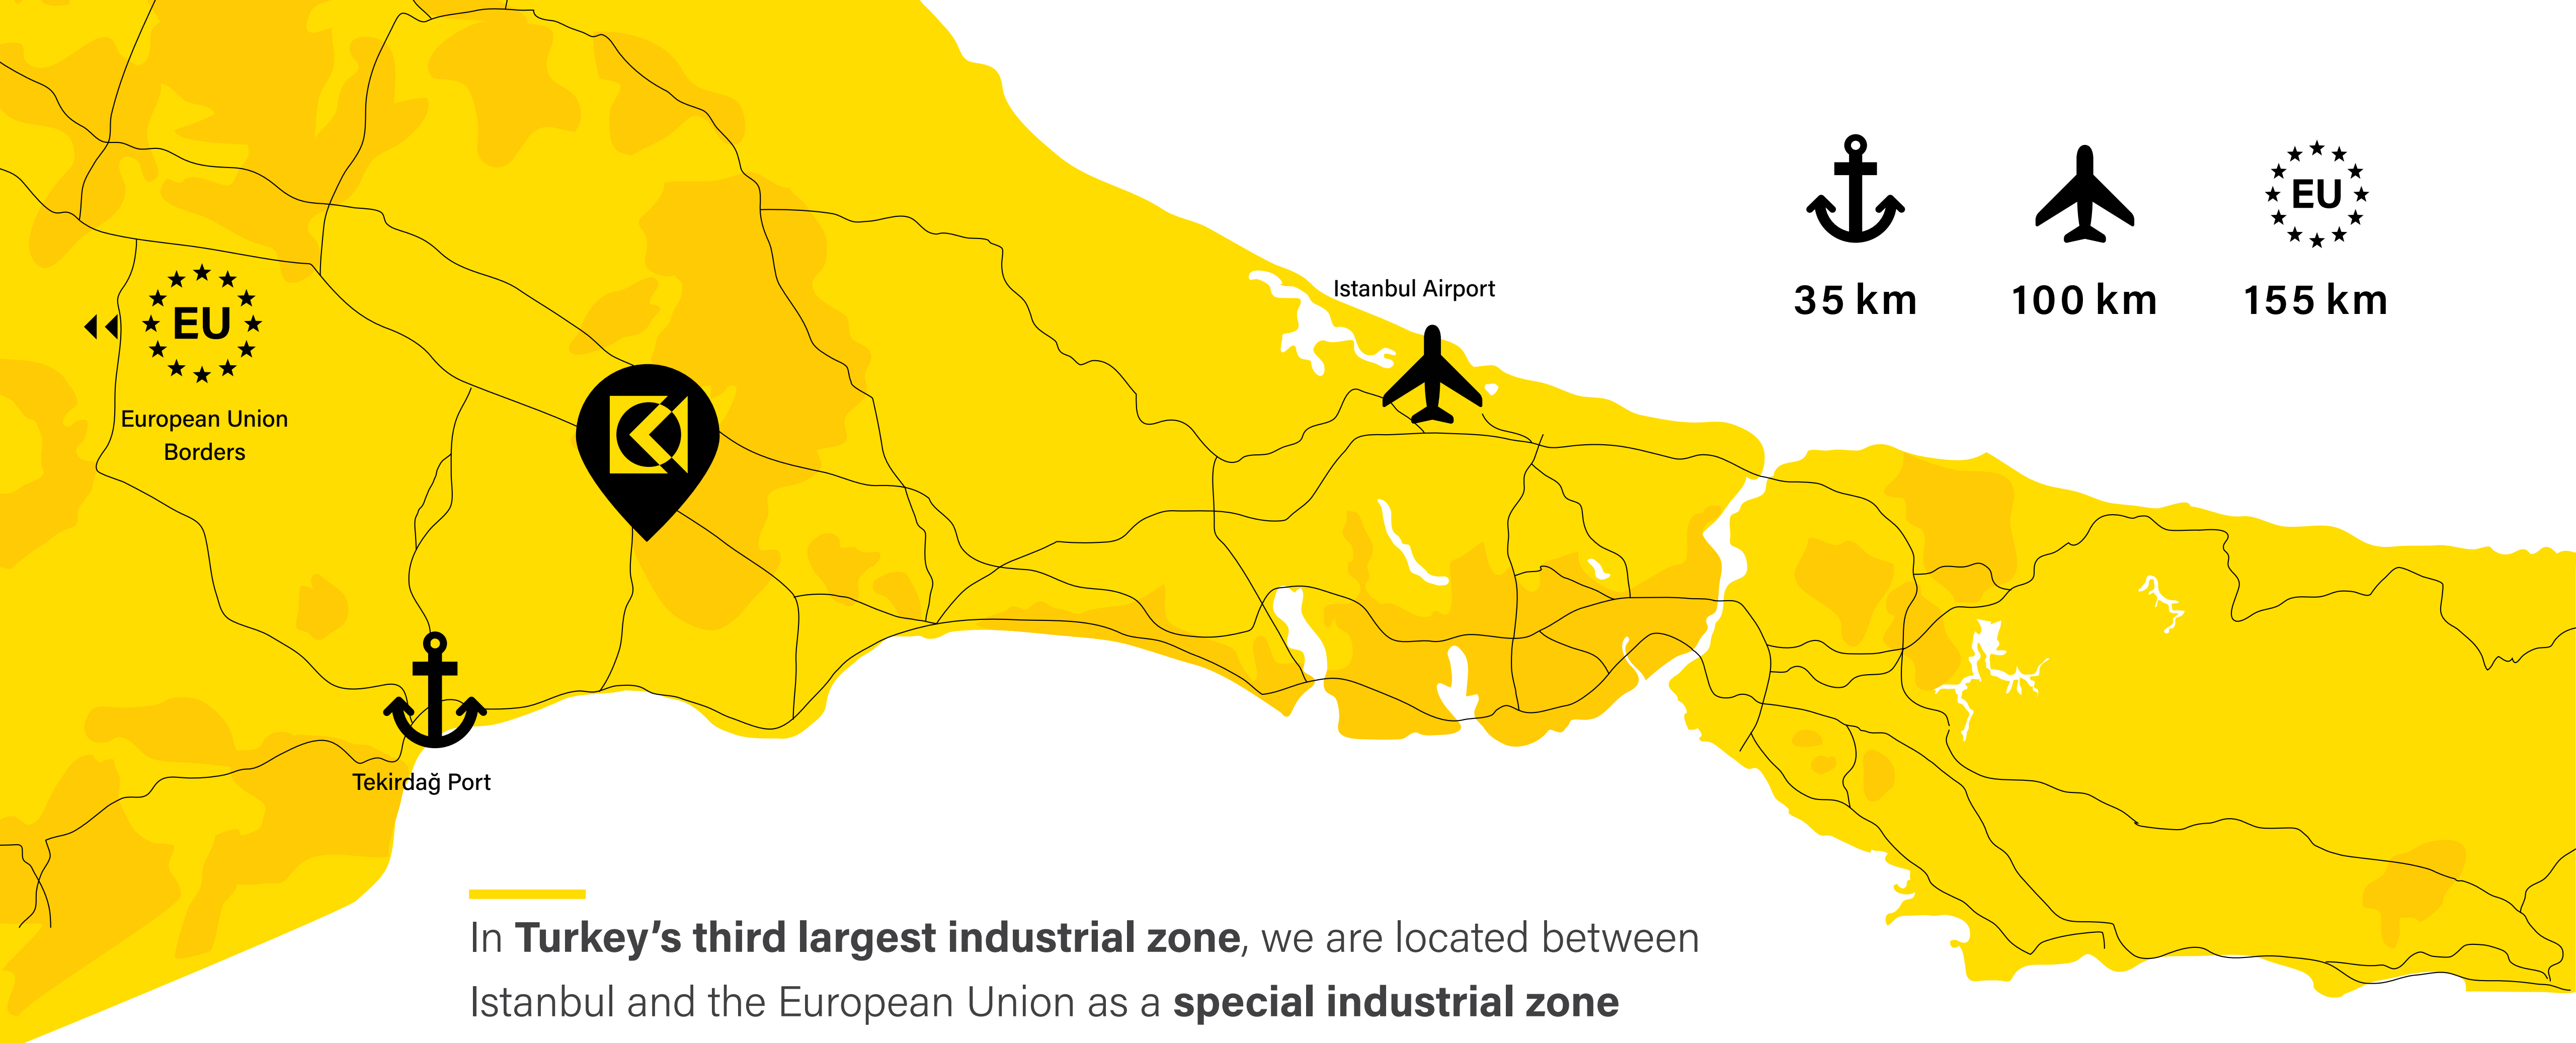 Istanbul Airport
35 km
100 km
EU
155 km
EU
European Union
Borders
Tekirdağ Port
In Turkey’s third largest industrial zone, we are located between
Istanbul and the European Union as a special industrial zone